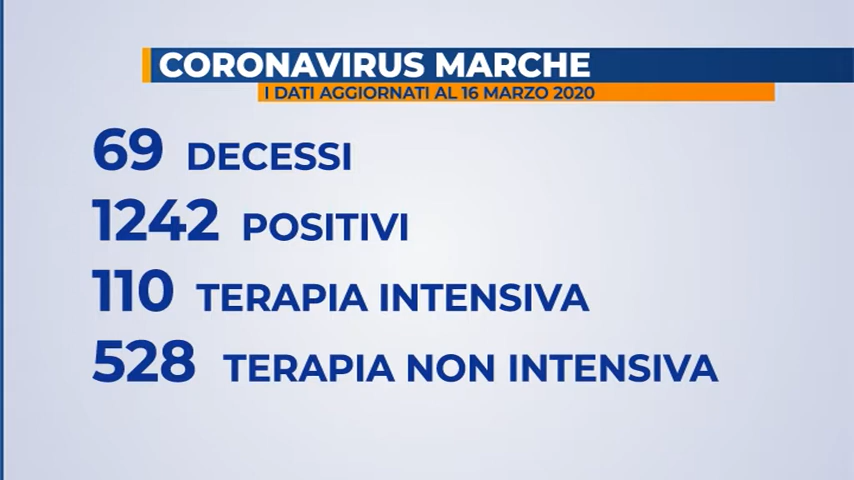 CORONAVIRUS MARCHE
I DATI AGGIORNATI AL 16 MARZO 2020
69 DECESSI
1242 POSITIVI
110 TERAPIA INTENSIVA
528 TERAPIA NON INTENSIVA